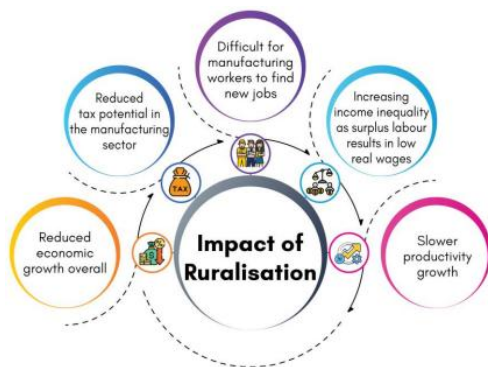 Difficult for
manufacturing
workers to find
new jobs
Reduced
tax potential in
the manufacturing
sector
Increasing
income inequality
as surplus labour
results in low
real wages
TAX
Reduced
economic
growth overall
Impact of
Ruralisation
Slower
productivity
growth